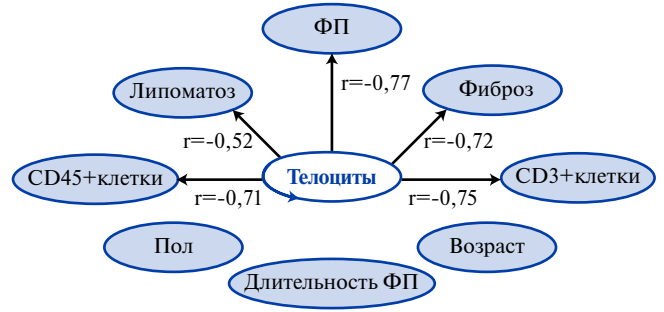 ФП
Липоматоз
r=-0,77
Фиброз
r=-0,52
r=-0,72
CD45+клетки
Телоциты
CD3+клетки
r=-0,71
r=-0,75
Пол
Возраст
Длительность ФП